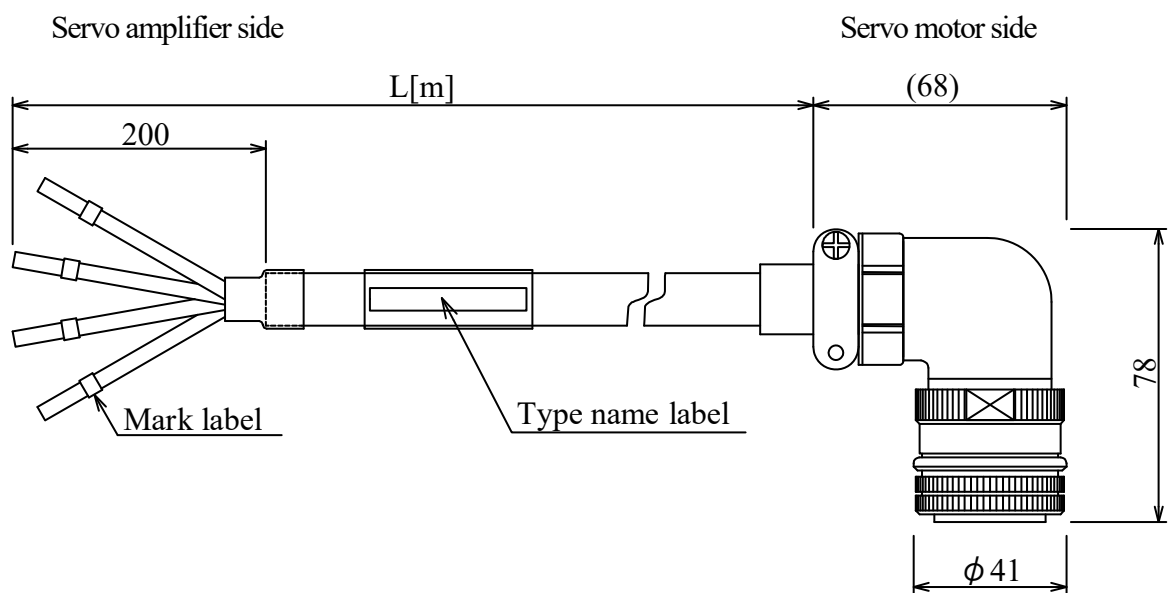 Servo amplifier side
Servo motor side
L[m]
(68)
200
78
Mark label
Type name label
ϕ41